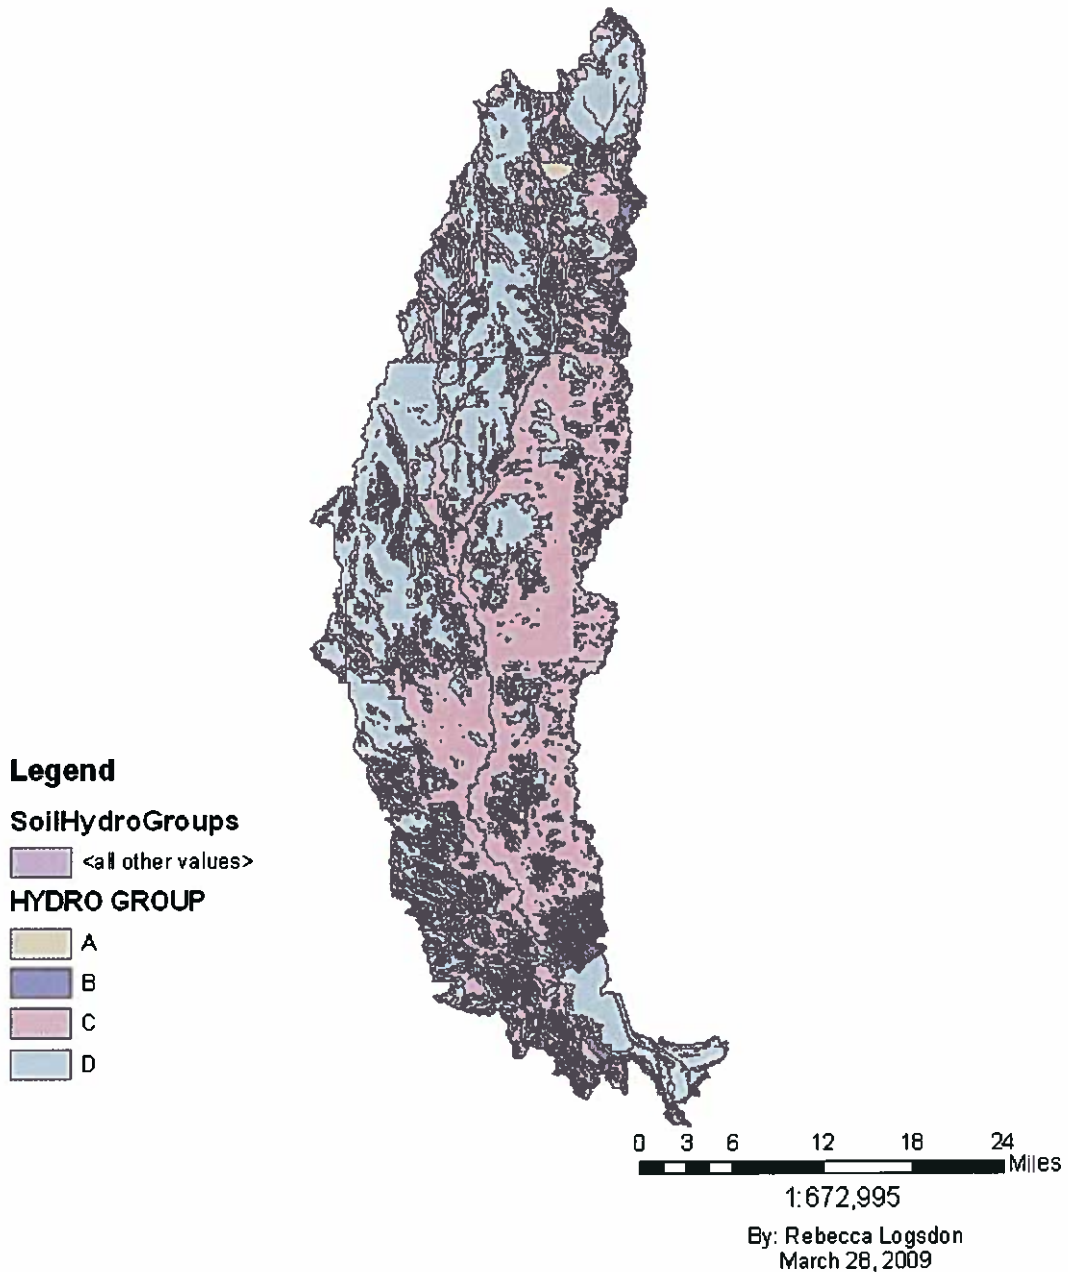 Legend
SoilHydroGroups
<all other values>
HYDRO GROUP
A
B
C
D
0 3 6 12 18 24
Miles
1:672,995
By: Rebecca Logsdon
March 28, 2009